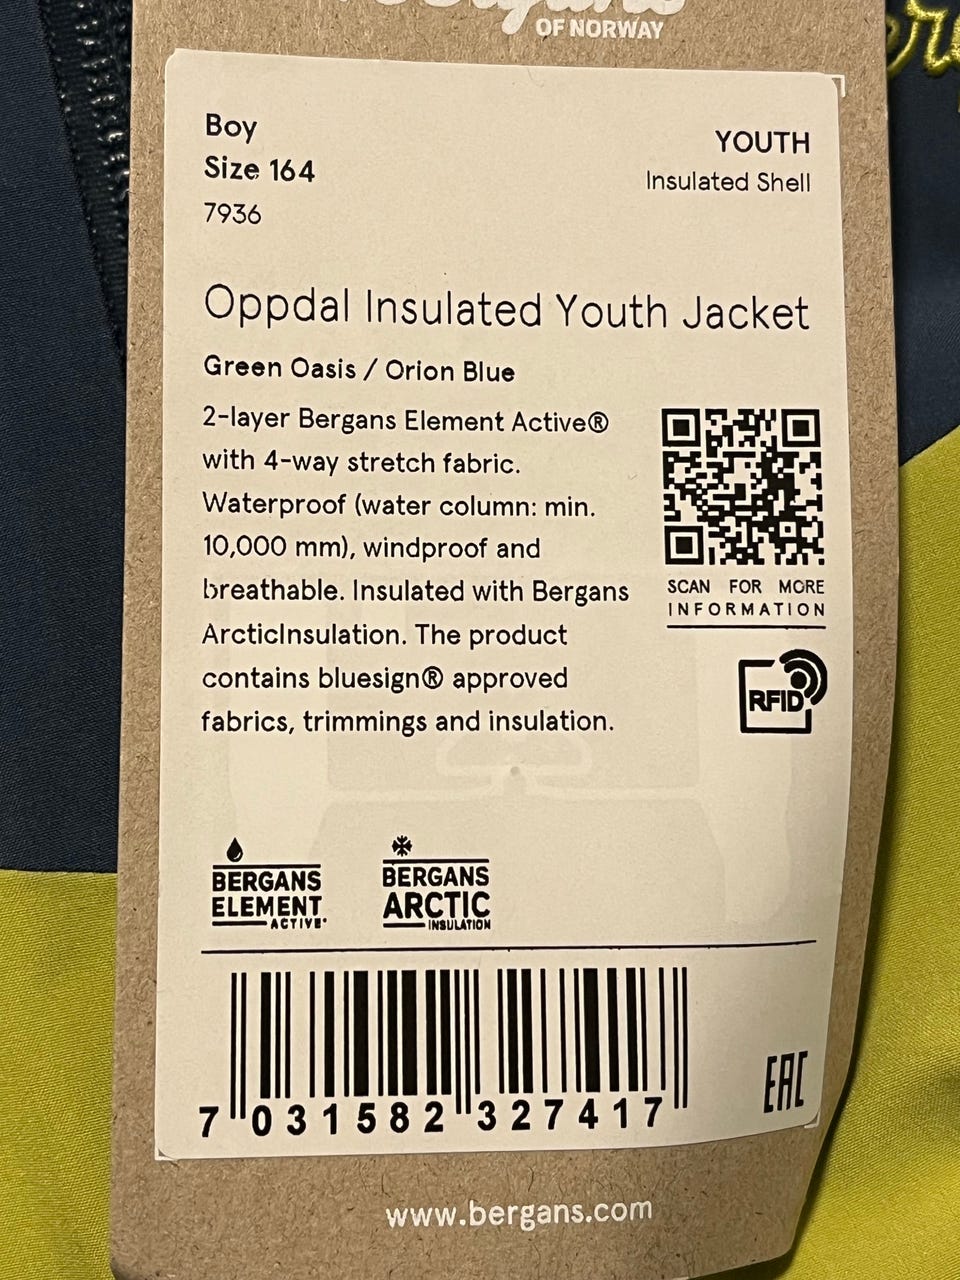 OF NORWAY
Boy
Size 164
7936
YOUTH
Insulated Shell
Oppdal Insulated Youth Jacket
Green Oasis / Orion Blue
2-layer Bergans Element Active®
with 4-way stretch fabric.
Waterproof (water column: min.
10,000 mm), windproof and
breathable. Insulated with Bergans
ArcticInsulation. The product
contains bluesign® approved
fabrics, trimmings and insulation.
SCAN FOR MORE
INFORMATION
RFID
BERGANS
ELEMENT
ACTIVE®
BERGANS
ARCTIC
INSULATION
7 031582 327417
EAC
www.bergans.com